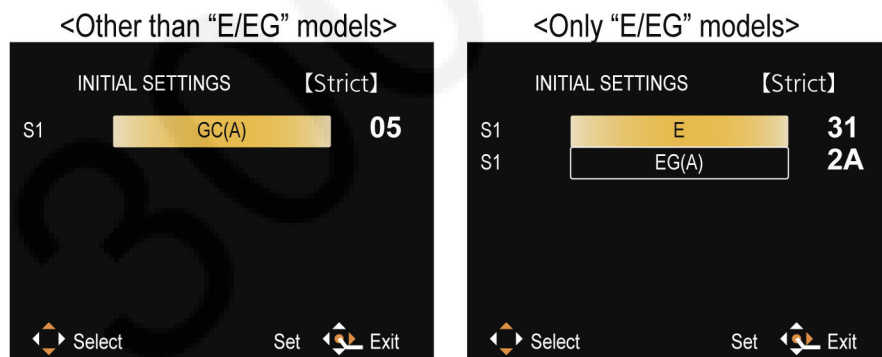 <Other than “E/EG” models>
INITIAL SETTINGS 【Strict】
S1 GC(A) 05
Select Set Exit
<Only “E/EG” models>
INITIAL SETTINGS 【Strict】
S1 E 31
S1 EG(A) 2A
Select Set Exit